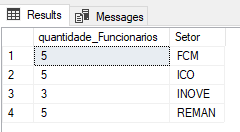 Results Messages
quantidade_Funcionarios Setor
1 5 FCM
2 5 ICO
3 3 INOVE
4 5 REMAN